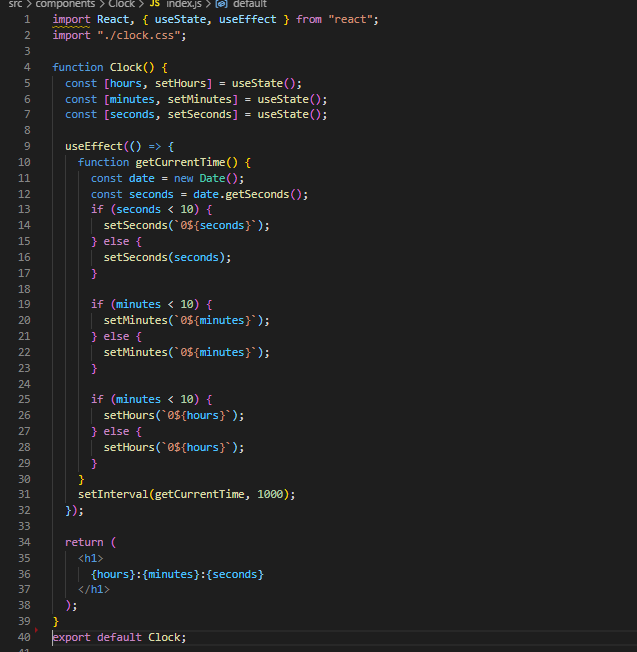 src > components > Clock > JS index.js > default
1 import React, { useState, useEffect } from "react";
2 import "./clock.css";
3
4 function Clock() {
5 const [hours, setHours] = useState();
6 const [minutes, setMinutes] = useState();
7 const [seconds, setSeconds] = useState();
8
9 useEffect(() => {
10 function getCurrentTime() {
11 const date = new Date();
12 const seconds = date.getSeconds();
13 if (seconds < 10) {
14 setSeconds(`0${seconds}`);
15 } else {
16 setSeconds(seconds);
17 }
18
19 if (minutes < 10) {
20 setMinutes(`0${minutes}`);
21 } else {
22 setMinutes(`0${minutes}`);
23 }
24
25 if (minutes < 10) {
26 setHours(`0${hours}`);
27 } else {
28 setHours(`0${hours}`);
29 }
30 }
31 setInterval(getCurrentTime, 1000);
32 });
33
34 return (
35 <h1>
36 {hours}:{minutes}:{seconds}
37 </h1>
38 );
39 }
40 export default Clock;
41